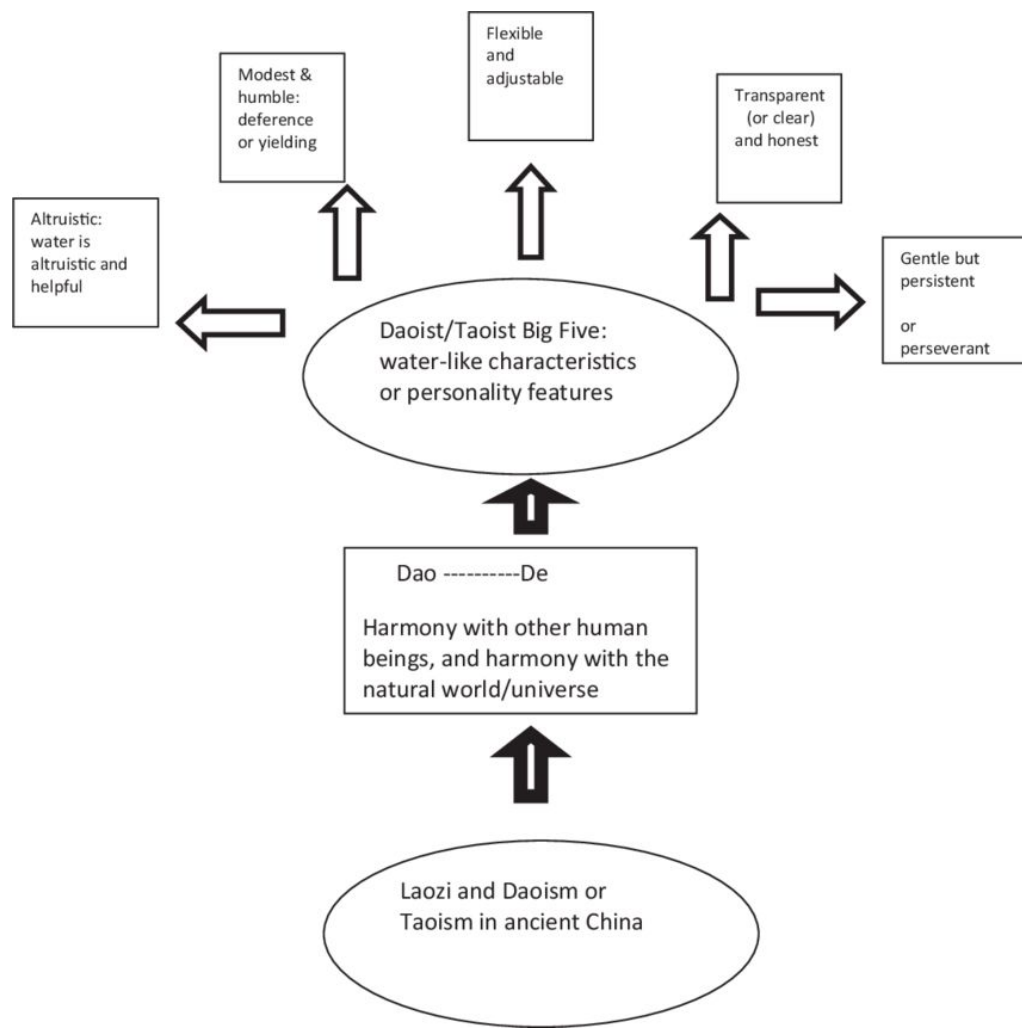 Flexible
and
adjustable
Modest &
humble:
deference
or yielding
Transparent
(or clear)
and honest
Altruistic:
water is
altruistic and
helpful
Gentle but
persistent
or
perseverant
Daoist/Taoist Big Five:
water-like characteristics
or personality features
Dao ----------De
Harmony with other human
beings, and harmony with the
natural world/universe
Laozi and Daoism or
Taoism in ancient China